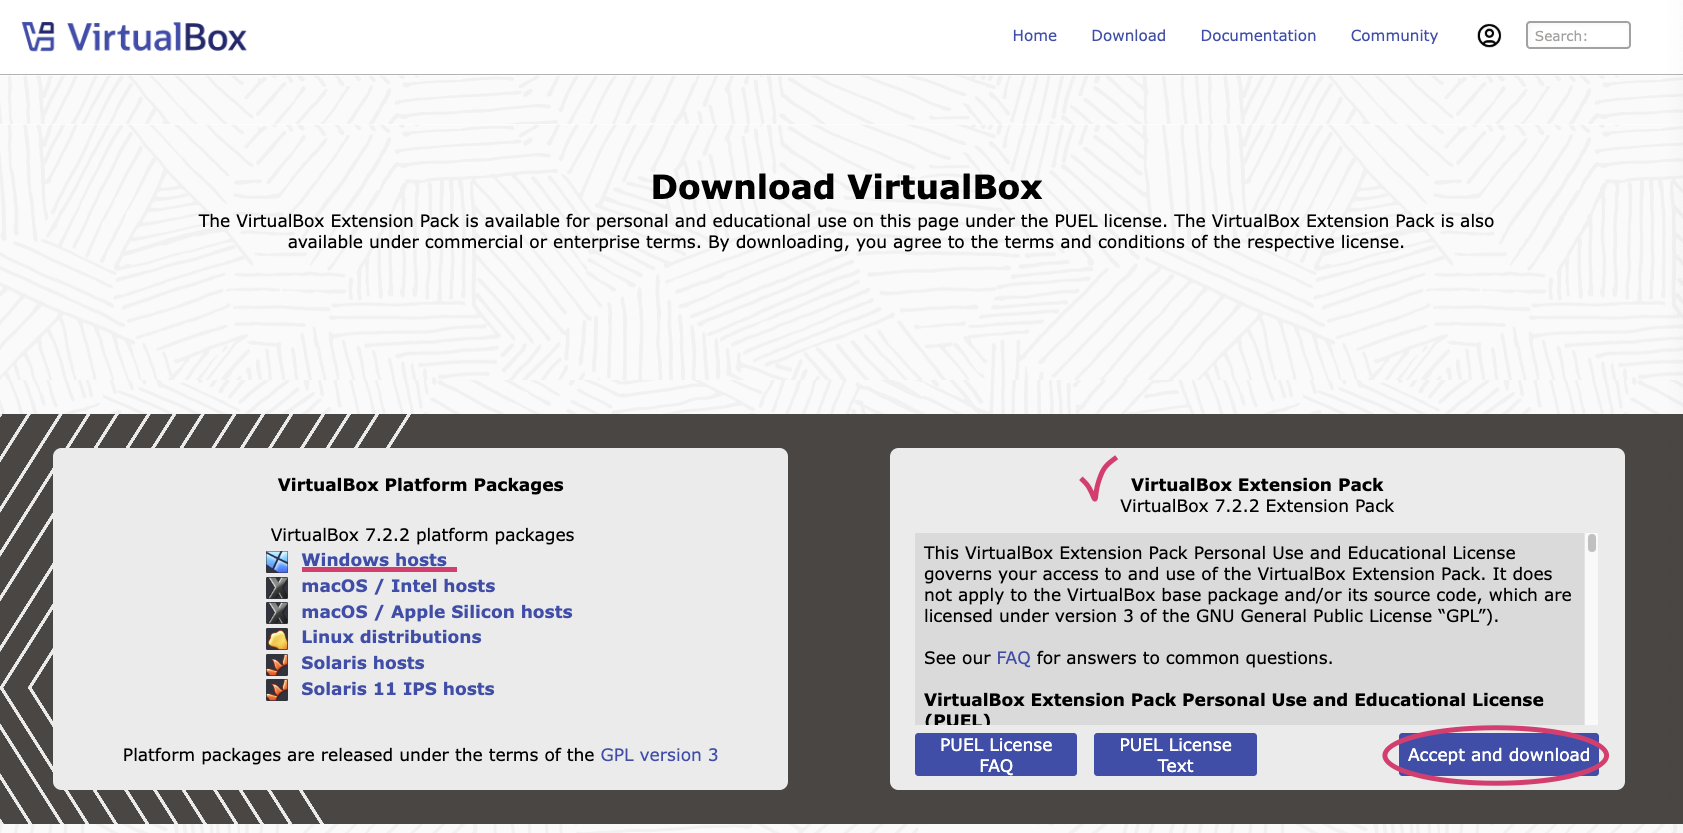 VirtualBox
Home Download Documentation Community Search:
Download VirtualBox
The VirtualBox Extension Pack is available for personal and educational use on this page under the PUEL license. The VirtualBox Extension Pack is also
available under commercial or enterprise terms. By downloading, you agree to the terms and conditions of the respective license.
VirtualBox Platform Packages
VirtualBox 7.2.2 platform packages
Windows hosts
macOS / Intel hosts
macOS / Apple Silicon hosts
Linux distributions
Solaris hosts
Solaris 11 IPS hosts
Platform packages are released under the terms of the GPL version 3
VirtualBox Extension Pack
VirtualBox 7.2.2 Extension Pack
This VirtualBox Extension Pack Personal Use and Educational License
governs your access to and use of the VirtualBox Extension Pack. It does
not apply to the VirtualBox base package and/or its source code, which are
licensed under version 3 of the GNU General Public License “GPL”).
See our FAQ for answers to common questions.
VirtualBox Extension Pack Personal Use and Educational License
(PUEL)
PUEL License
FAQ
PUEL License
Text
Accept and download